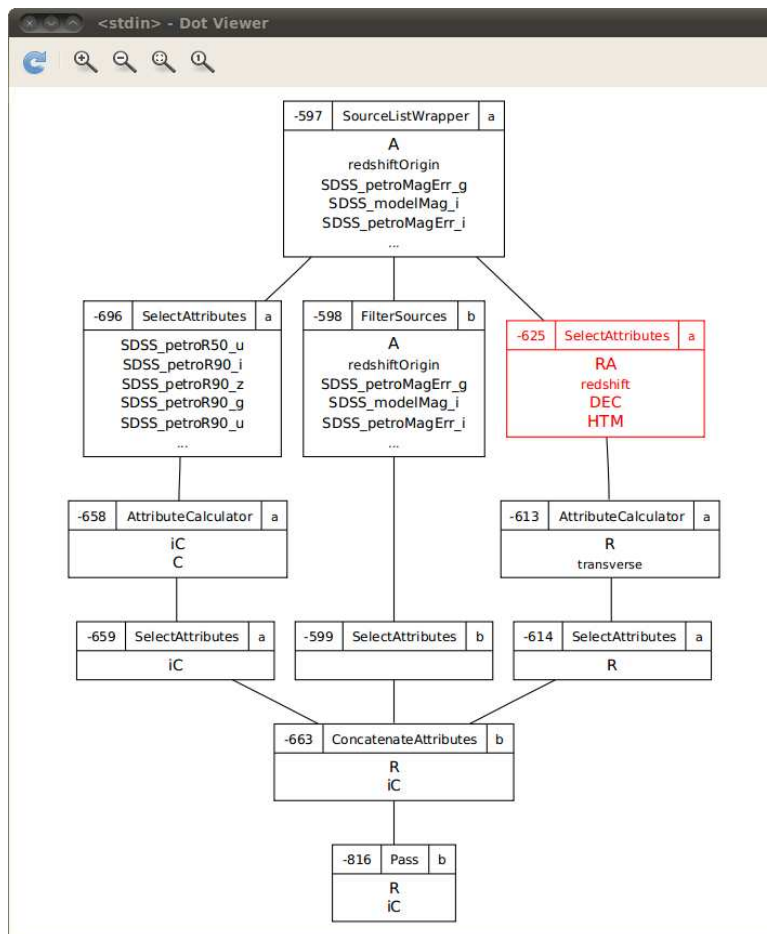 <stdin> - Dot Viewer
-597 SourceListWrapper a
A
redshiftOrigin
SDSS_petroMagErr_g
SDSS_modelMag_i
SDSS_petroMagErr_i
...
-696 SelectAttributes a
SDSS_petroR50_u
SDSS_petroR90_i
SDSS_petroR90_z
SDSS_petroR90_g
SDSS_petroR90_u
...
-598 FilterSources b
A
redshiftOrigin
SDSS_petroMagErr_g
SDSS_modelMag_i
SDSS_petroMagErr_i
...
-625 SelectAttributes a
RA
redshift
DEC
HTM
-658 AttributeCalculator a
iC
C
-613 AttributeCalculator a
R
transverse
-659 SelectAttributes a
iC
-599 SelectAttributes b
-614 SelectAttributes a
R
-663 ConcatenateAttributes b
R
iC
-816 Pass b
R
iC